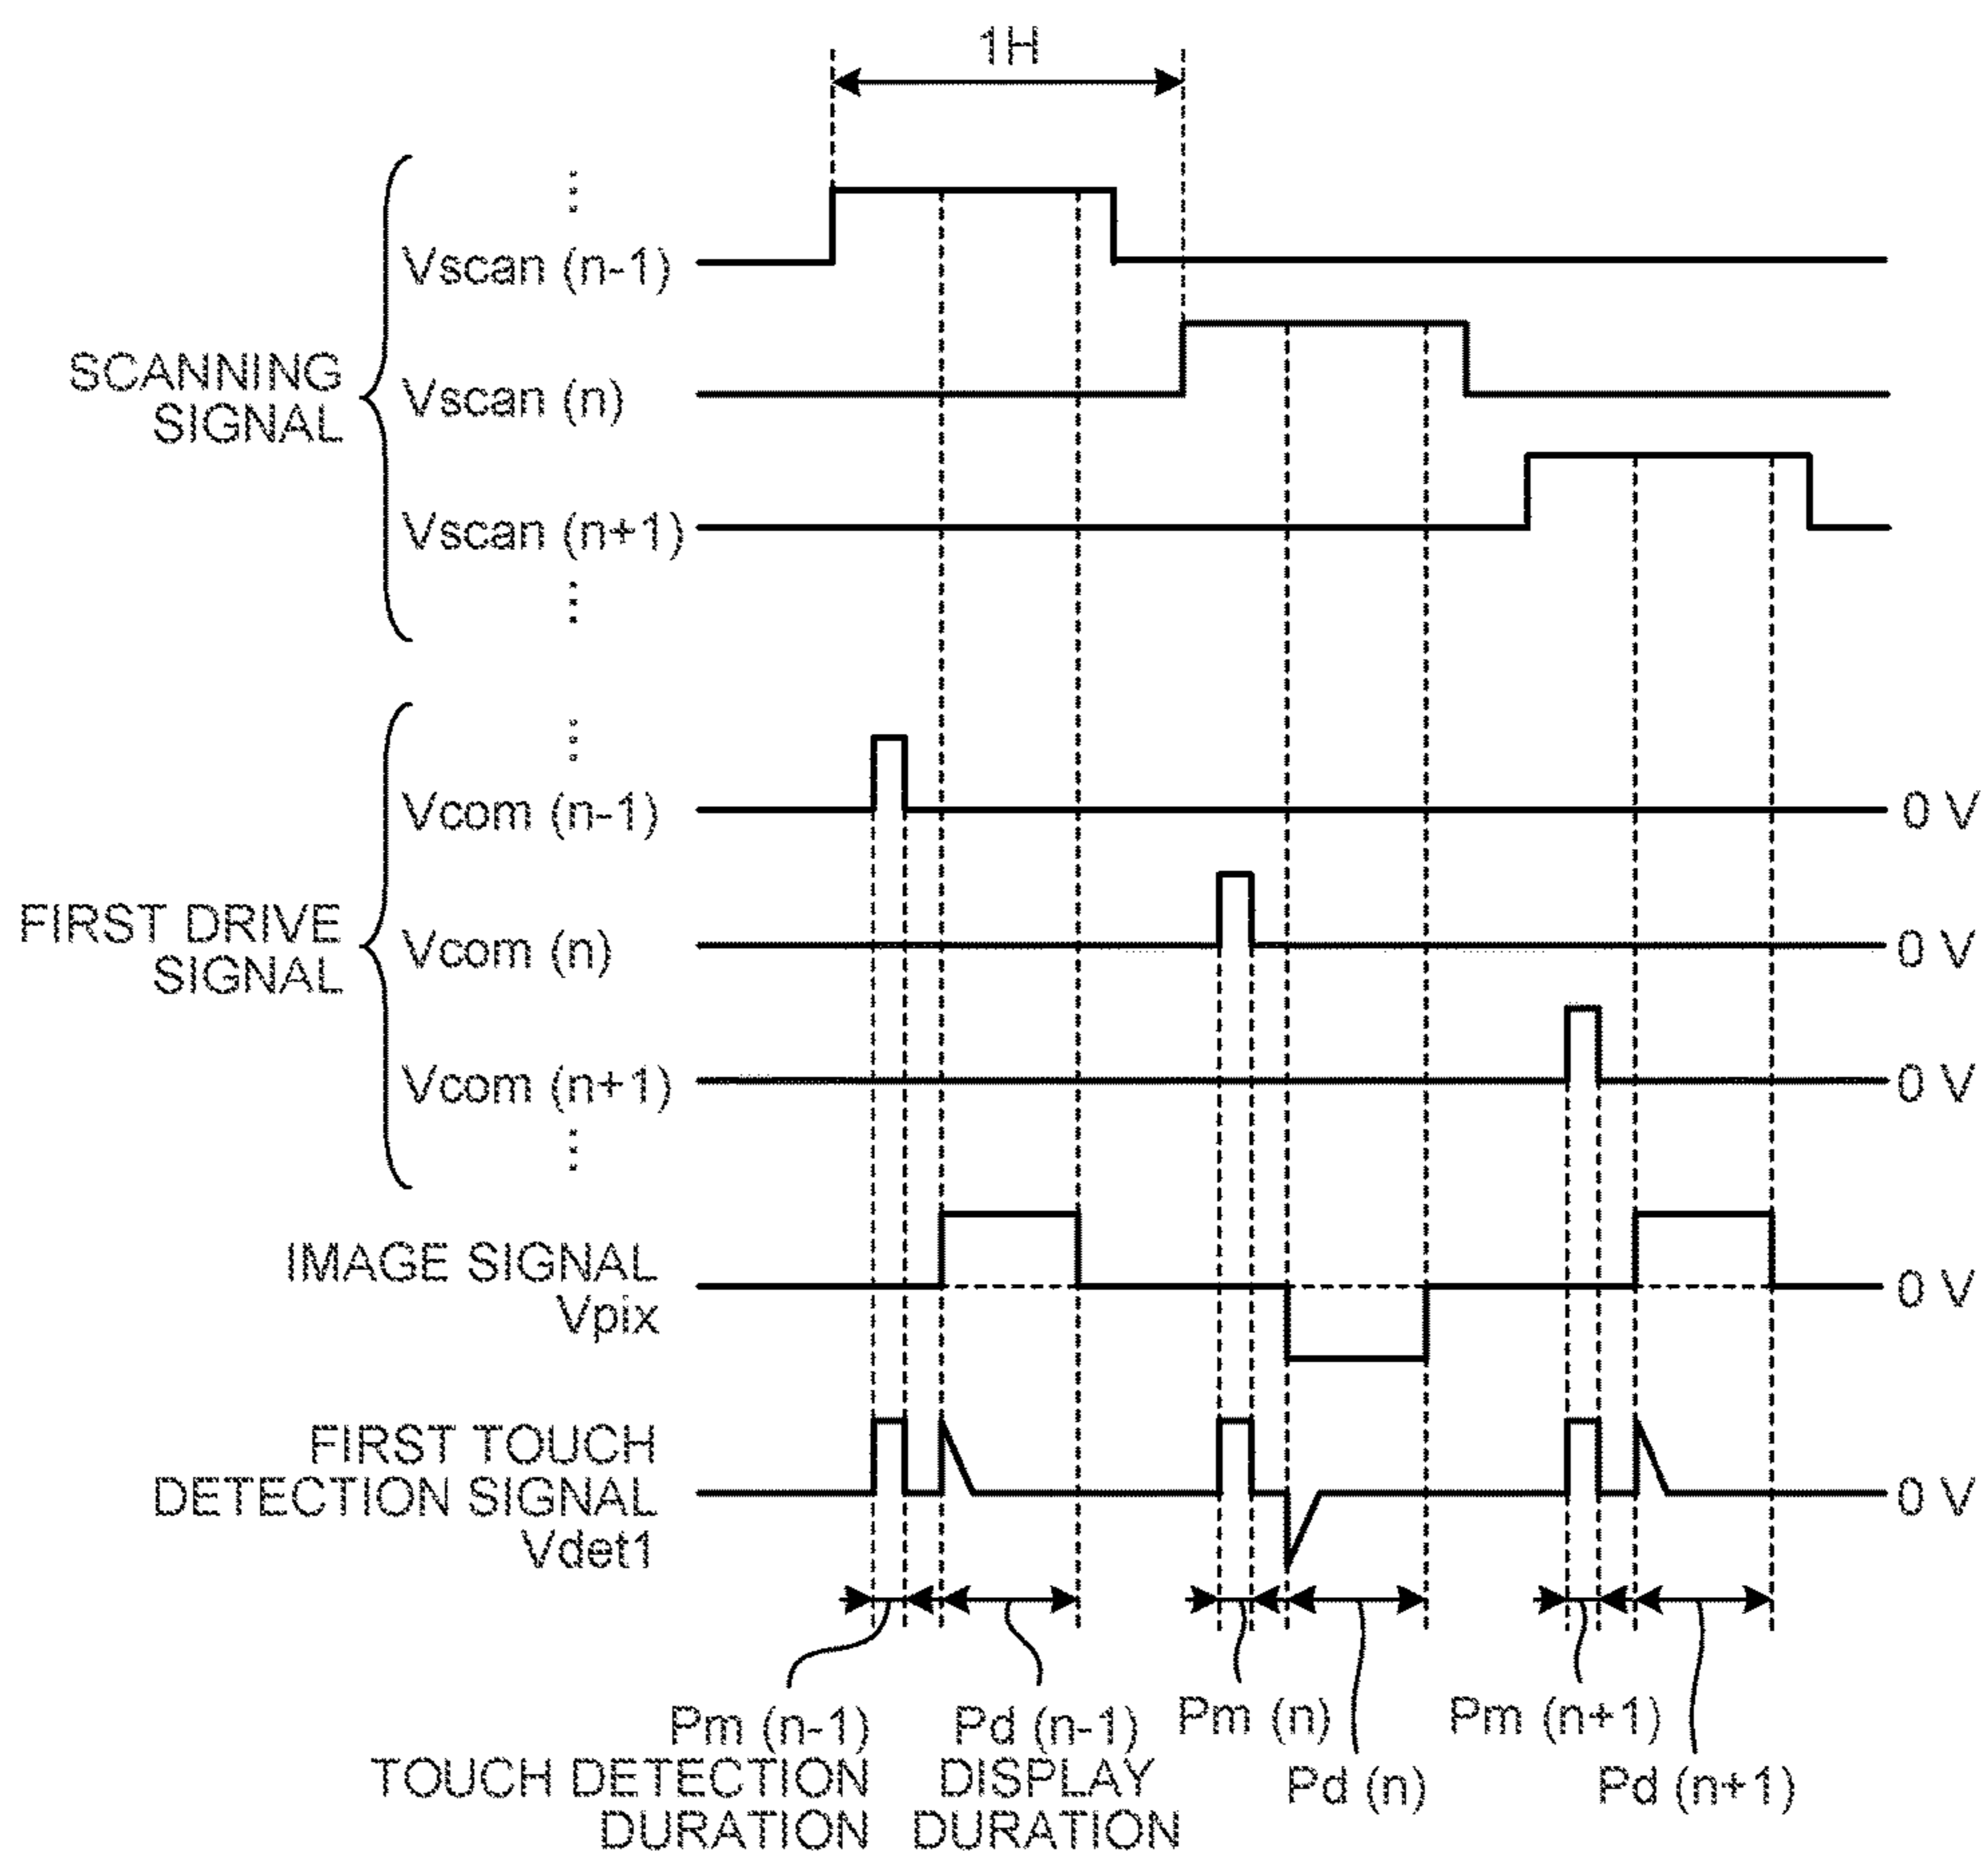 1H
SCANNING
SIGNAL
Vscan (n-1)
Vscan (n)
Vscan (n+1)
FIRST DRIVE
SIGNAL
Vcom (n-1)
0 V
Vcom (n)
0 V
Vcom (n+1)
0 V
IMAGE SIGNAL
Vpix
0 V
FIRST TOUCH
DETECTION SIGNAL
Vdet1
0 V
Pm (n-1)
TOUCH DETECTION
DURATION
Pd (n-1)
DISPLAY
DURATION
Pm (n)
Pd (n)
Pm (n+1)
Pd (n+1)